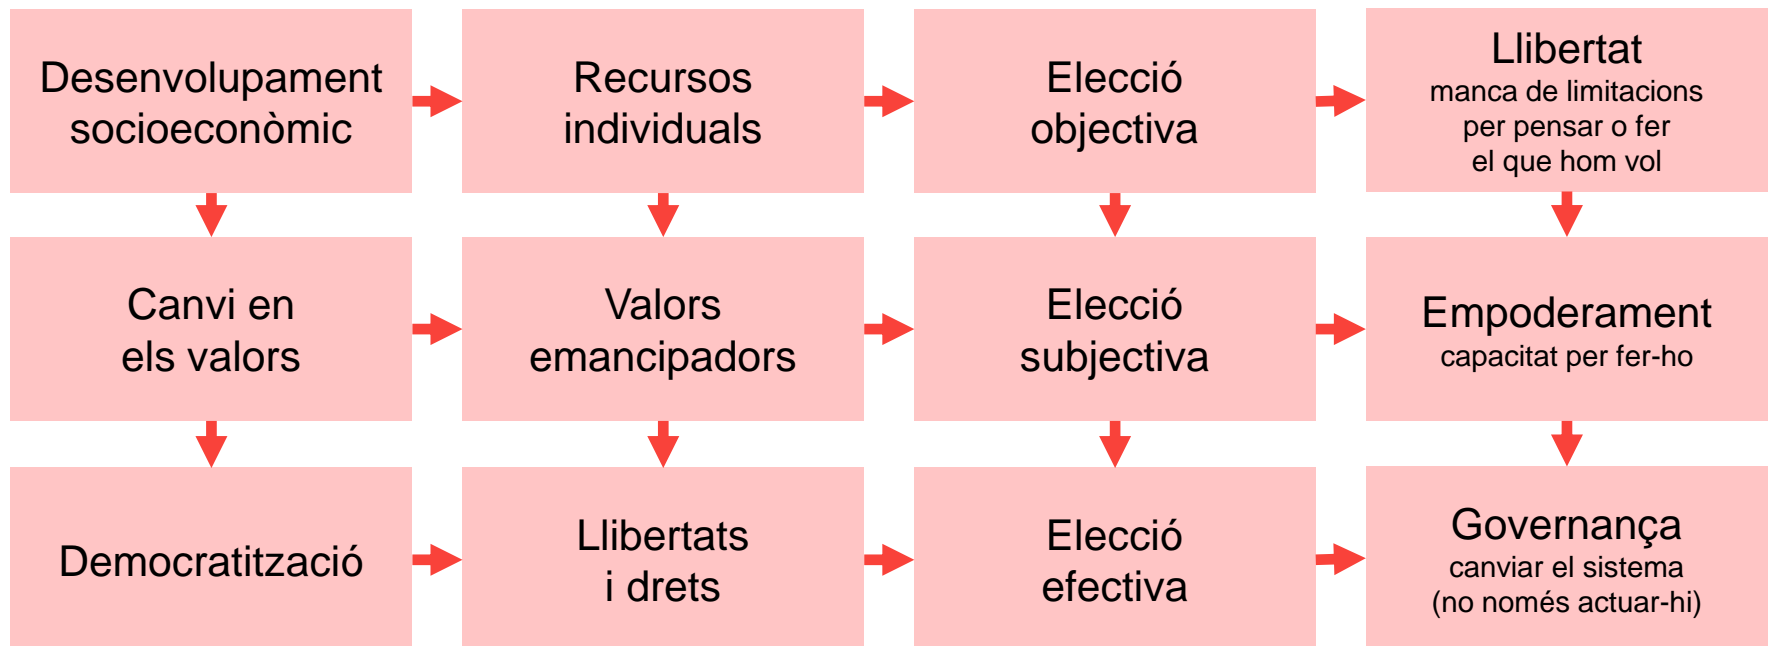 Desenvolupament
socioeconòmic
Recursos
individuals
Elecció
objectiva
Llibertat
manca de limitacions
per pensar o fer
el que hom vol
Canvi en
els valors
Valors
emancipadors
Elecció
subjectiva
Empoderament
capacitat per fer-ho
Democratització
Llibertats
i drets
Elecció
efectiva
Governança
canviar el sistema
(no només actuar-hi)